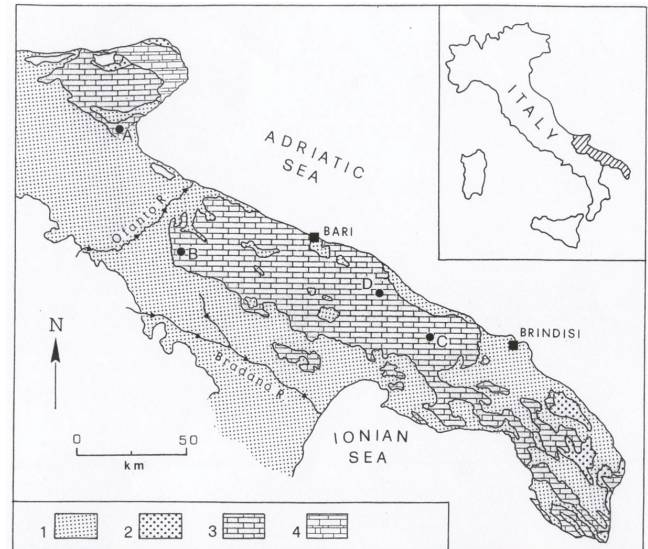 ITALY
ADRIATIC
SEA
A
Ofanto R.
BARI
B
D
N
C
BRINDISI
Bradano R.
0 50
km
IONIAN
SEA
1 2 3 4